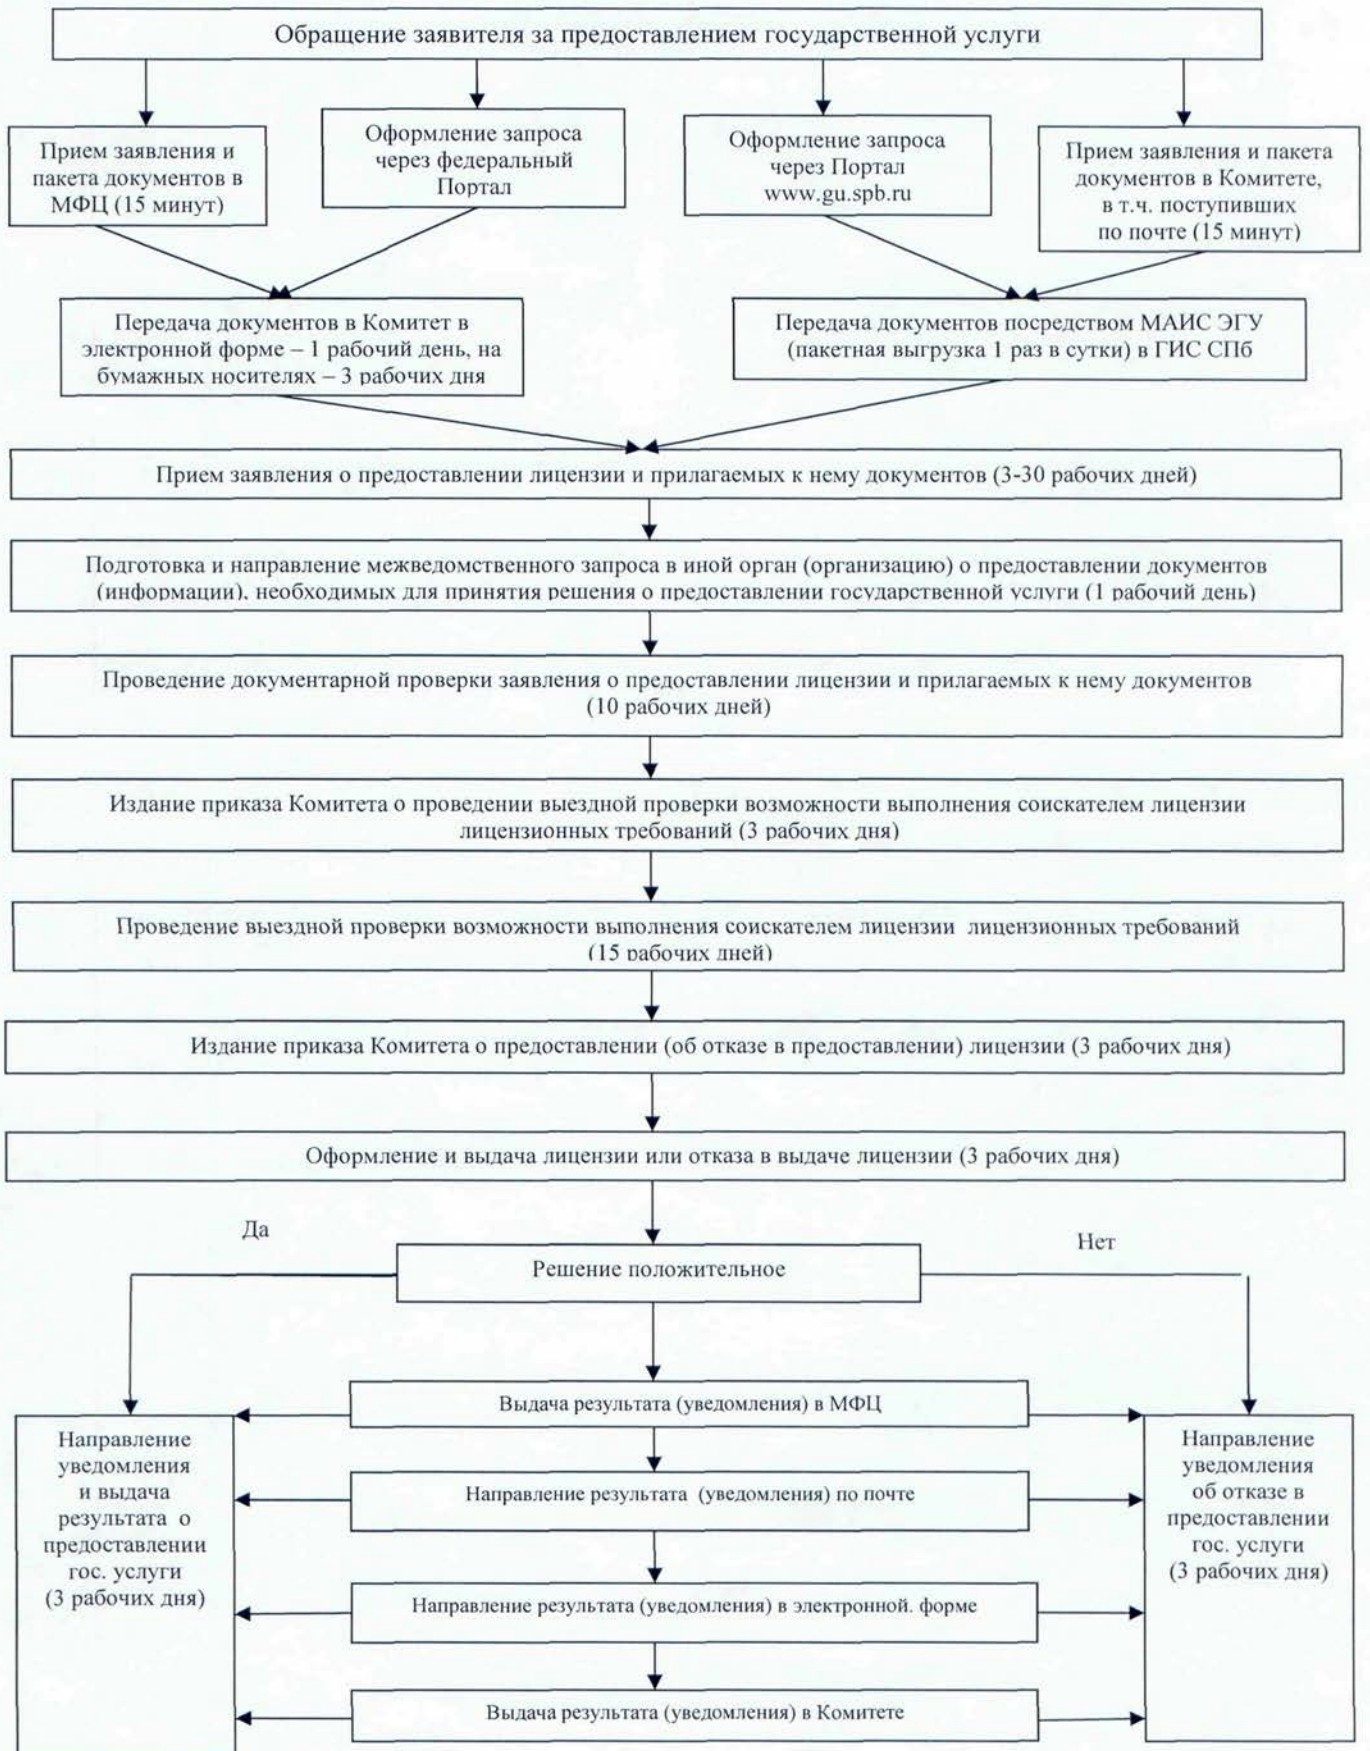 Обращение заявителя за предоставлением государственной услуги
Прием заявления и
пакета документов в
МФЦ (15 минут)
Оформление запроса
через федеральный
Портал
Оформление запроса
через Портал
www.gu.spb.ru
Прием заявления и пакета
документов в Комитете,
в т.ч. поступивших
по почте (15 минут)
Передача документов в Комитет в
электронной форме – 1 рабочий день, на
бумажных носителях – 3 рабочих дня
Передача документов посредством МАИС ЭГУ
(пакетная выгрузка 1 раз в сутки) в ГИС СПб
Прием заявления о предоставлении лицензии и прилагаемых к нему документов (3-30 рабочих дней)
Подготовка и направление межведомственного запроса в иной орган (организацию) о предоставлении документов
(информации), необходимых для принятия решения о предоставлении государственной услуги (1 рабочий день)
Проведение документарной проверки заявления о предоставлении лицензии и прилагаемых к нему документов
(10 рабочих дней)
Издание приказа Комитета о проведении выездной проверки возможности выполнения соискателем лицензии
лицензионных требований (3 рабочих дня)
Проведение выездной проверки возможности выполнения соискателем лицензии лицензионных требований
(15 рабочих дней)
Издание приказа Комитета о предоставлении (об отказе в предоставлении) лицензии (3 рабочих дня)
Оформление и выдача лицензии или отказа в выдаче лицензии (3 рабочих дня)
Да
Нет
Решение положительное
Направление
уведомления
и выдача
результата о
предоставлении
гос. услуги
(3 рабочих дня)
Выдача результата (уведомления) в МФЦ
Направление результата (уведомления) по почте
Направление результата (уведомления) в электронной. форме
Выдача результата (уведомления) в Комитете
Направление
уведомления
об отказе в
предоставлении
гос. услуги
(3 рабочих дня)